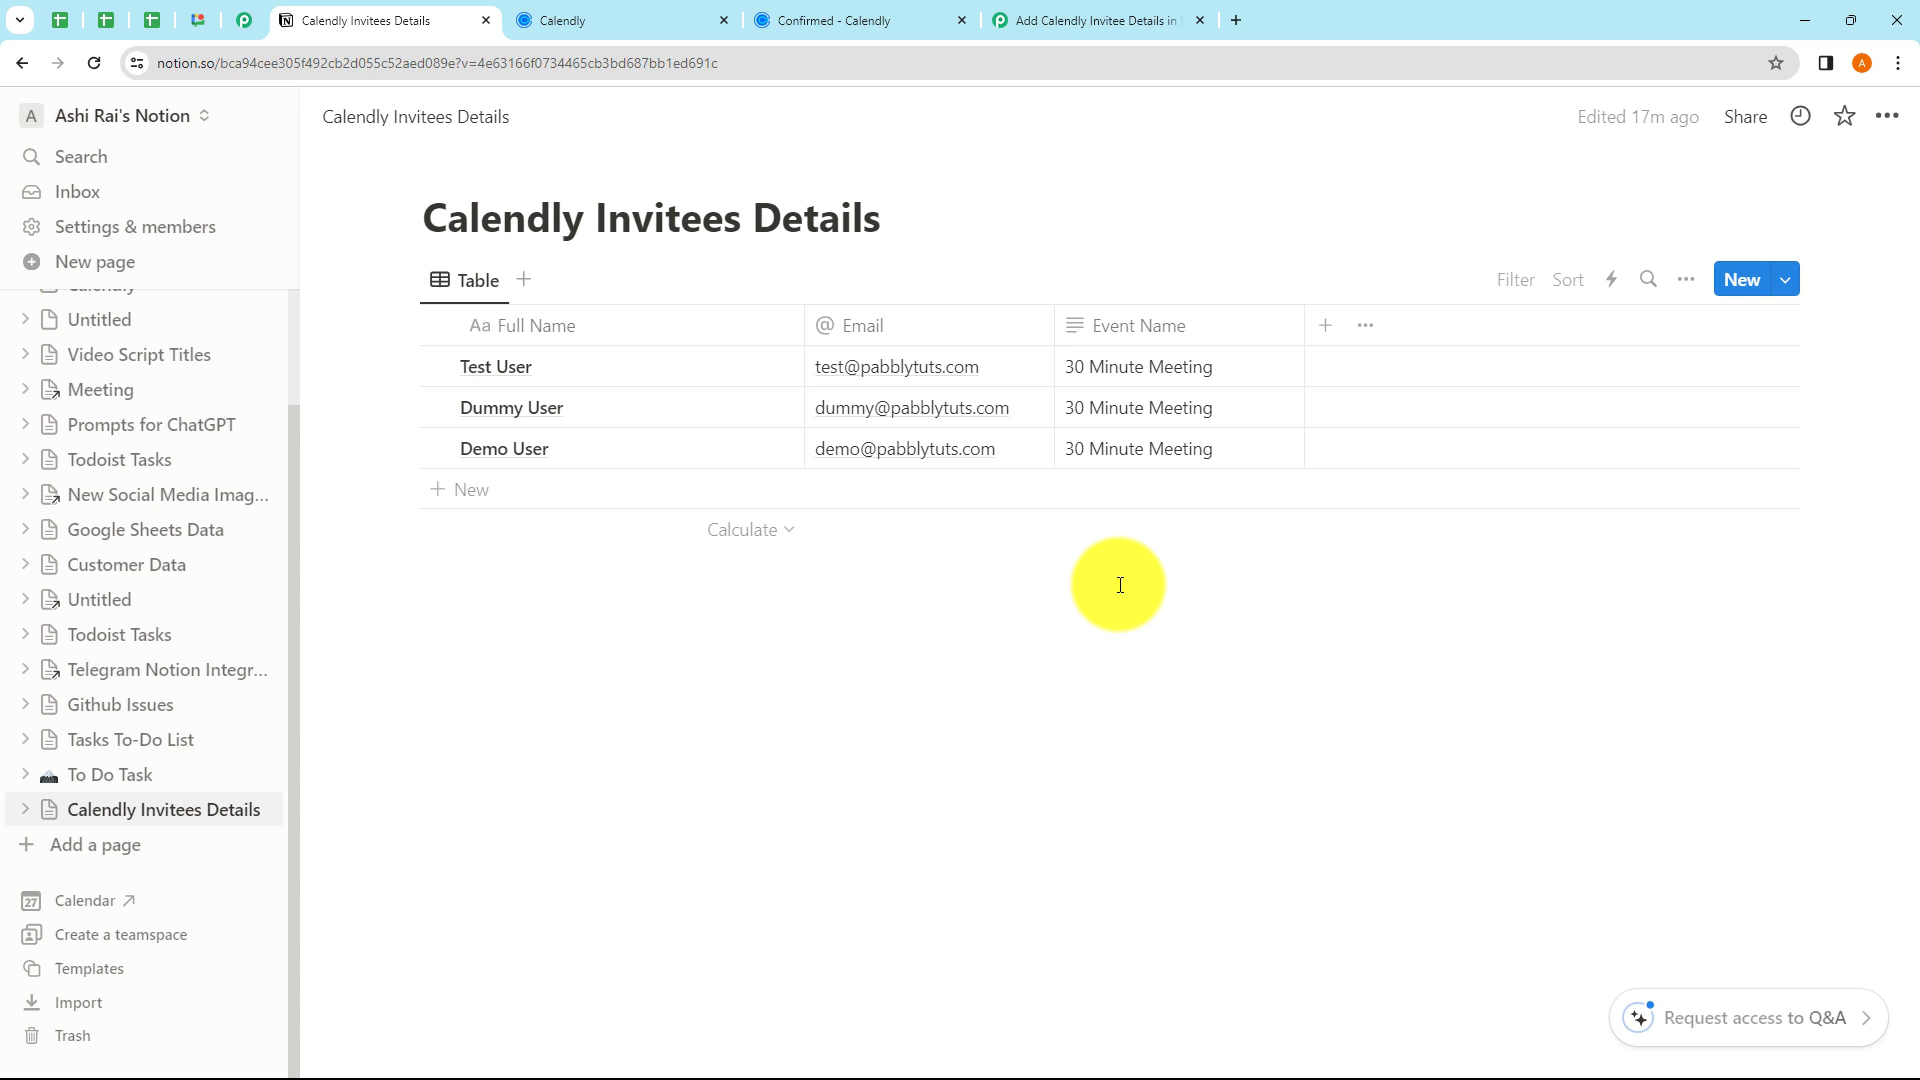 Calendly Invitees Details
Calendly
Confirmed - Calendly
Add Calendly Invitee Details in
notion.so/bca94cee305f492cb2d055c52aed089e?v=4e63166f0734465cb3bd687bb1ed691c
A
A Ashi Rai's Notion
Search
Inbox
Settings & members
New page
Calendly
Untitled
Video Script Titles
Meeting
Prompts for ChatGPT
Todoist Tasks
New Social Media Imag...
Google Sheets Data
Customer Data
Untitled
Todoist Tasks
Telegram Notion Integr...
Github Issues
Tasks To-Do List
To Do Task
Calendly Invitees Details
Add a page
27 Calendar
Create a teamspace
Templates
Import
Trash
Calendly Invitees Details
Edited 17m ago Share
Calendly Invitees Details
Table
Filter Sort New
Aa Full Name @ Email Event Name
Test User test@pabblytuts.com 30 Minute Meeting
Dummy User dummy@pabblytuts.com 30 Minute Meeting
Demo User demo@pabblytuts.com 30 Minute Meeting
+ New
Calculate
Request access to Q&A